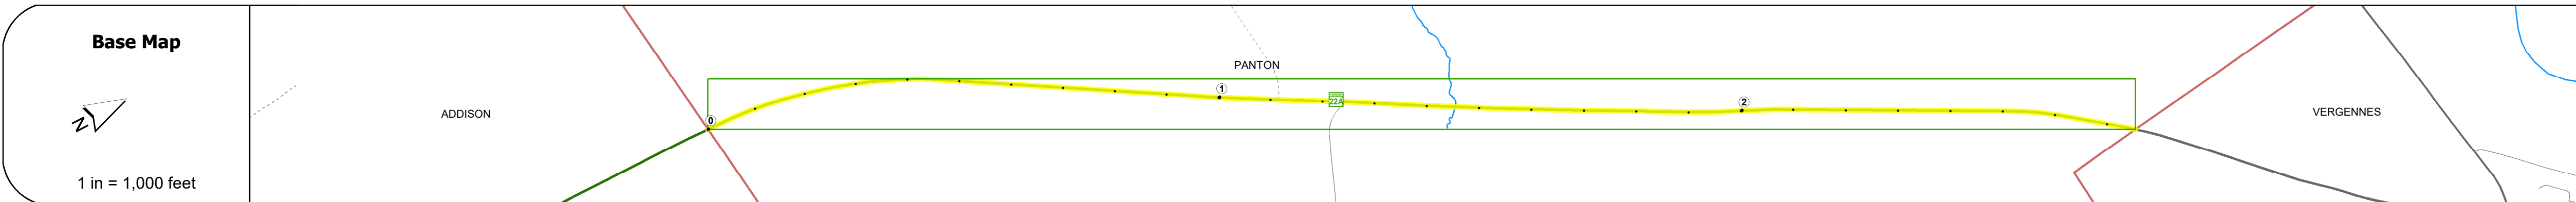 Base Map
N
1 in = 1,000 feet
ADDISON
0
PANTON
1
22A
2
VERGENNES